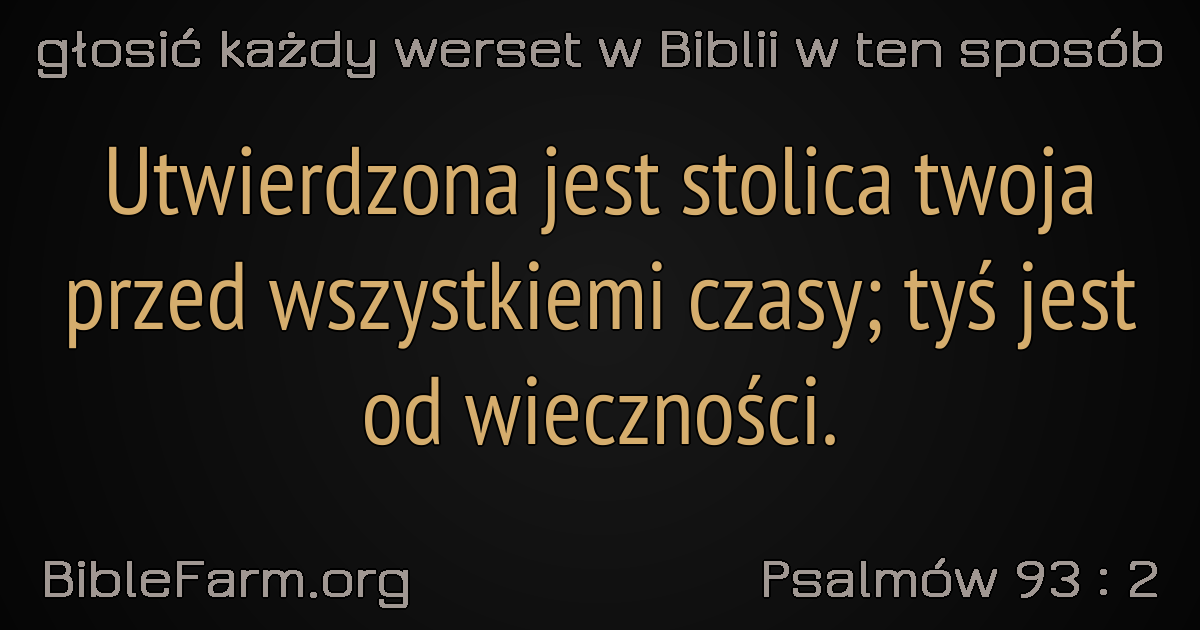 głosić każdy werset w Biblii w ten sposób
Utwierdzona jest stolica twoja
przed wszystkiemi czasy; tyś jest
od wieczności.
BibleFarm.org
Psalmów 93 : 2